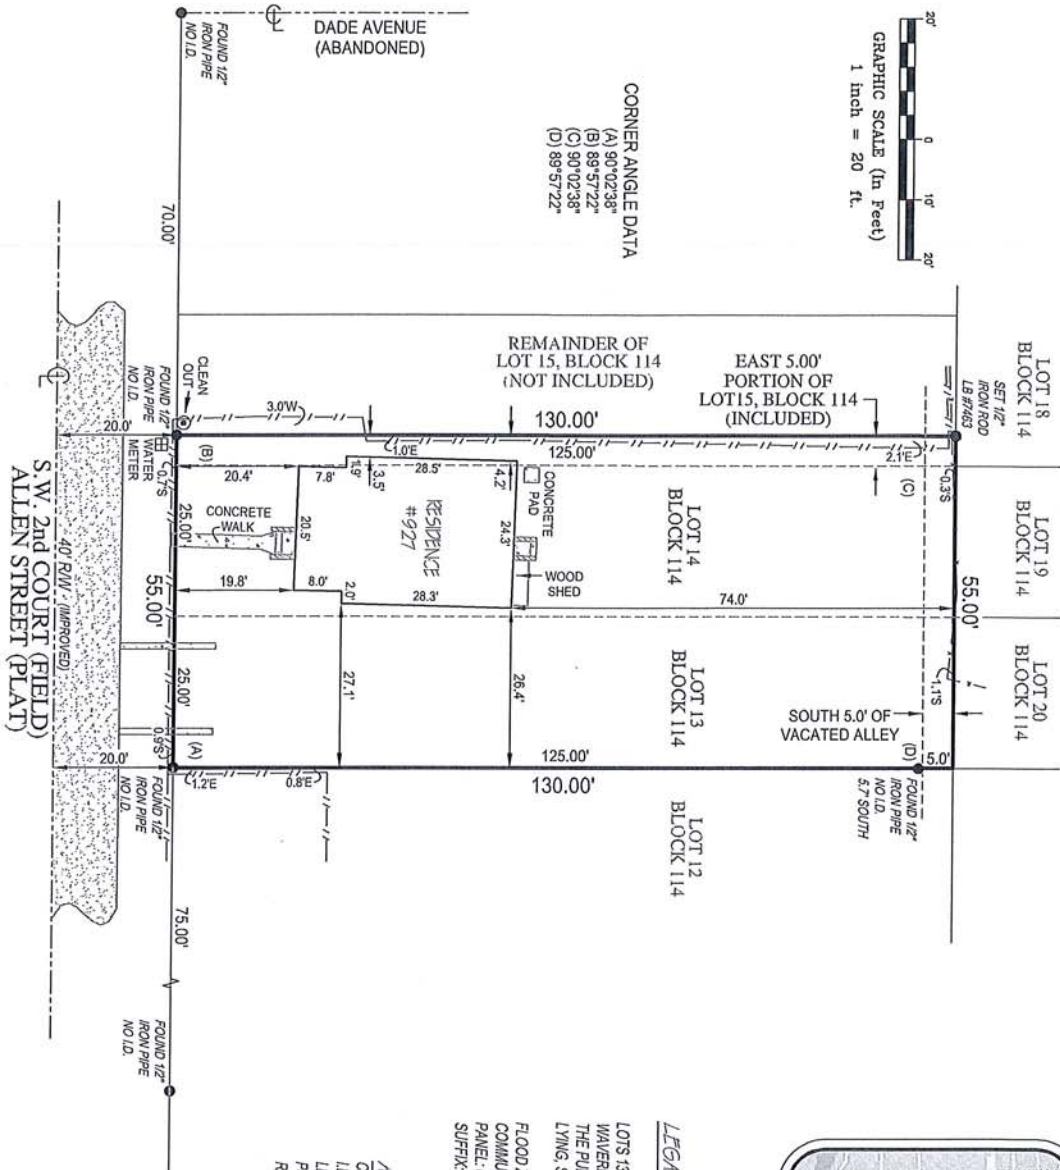 DADE AVENUE
(ABANDONED)
FOUND 1/2"
IRON PIPE
NO I.D.
20'
0
10'
20'
GRAPHIC SCALE (In Feet)
1 inch = 20 ft.
CORNER ANGLE DATA
(A) 90°02'38"
(B) 89°57'22"
(C) 90°02'38"
(D) 89°57'22"
70.00'
LOT 18
BLOCK 114
SET 1/2"
IRON ROD
LB #7463
REMAINDER OF
LOT 15, BLOCK 114
(NOT INCLUDED)
EAST 5.00'
PORTION OF
LOT15, BLOCK 114
(INCLUDED)
CLEAN
OUT
FOUND 1/2"
IRON PIPE
NO I.D.
3.0'W
130.00'
20.0'
1.0'E
125.00'
2.1'E
WATER
METER
0.7'S
(B)
20.4'
7.8'
1.9'
3.5'
28.5'
4.2'
CONCRETE
PAD
(C)
0.3'S
LOT 19
BLOCK 114
LOT 14
BLOCK 114
25.00'
CONCRETE
WALK
20.5'
RESIDENCE
#927
24.3'
WOOD
SHED
19.8'
8.0'
2.0'
28.3'
74.0'
55.00'
55.00'
S.W. 2nd COURT (FIELD)
ALLEN STREET (PLAT)
40' R/W - (IMPROVED)
25.00'
27.1'
26.4'
LOT 13
BLOCK 114
LOT 20
BLOCK 114
1.1'S
SOUTH 5.0' OF
VACATED ALLEY
0.9'S
(A)
20.0'
125.00'
(D)
5.0'
1.2'E
0.8'E
130.00'
FOUND 1/2"
IRON PIPE
NO I.D.
FOUND 1/2"
IRON PIPE
NO I.D.
5.7' SOUTH
LOT 12
BLOCK 114
75.00'
FOUND 1/2"
IRON PIPE
NO I.D.
LEGA
LOTS 13
WAVER
THE PU
LYING, S
FLOOD
COMMU
PANEL:
SUFFIX: